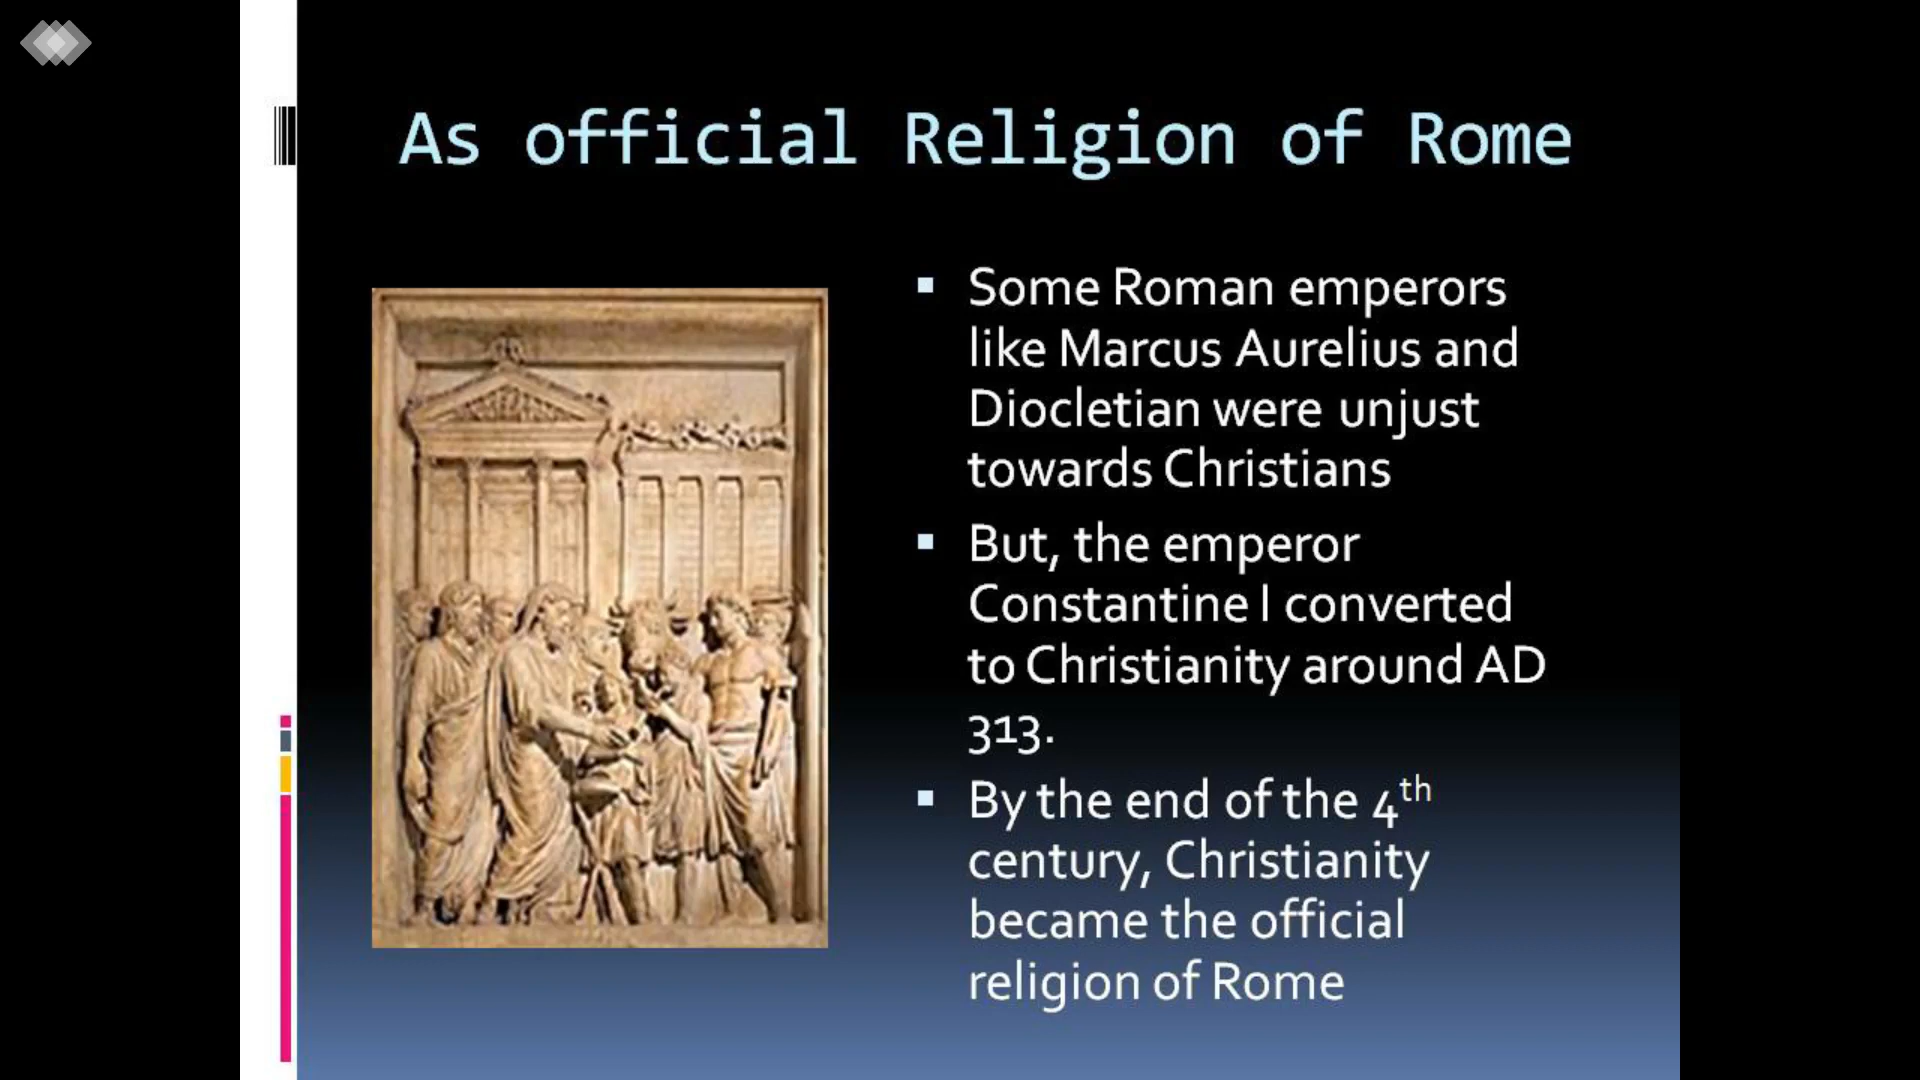 As official Religion of Rome
▪ Some Roman emperors
like Marcus Aurelius and
Diocletian were unjust
towards Christians
▪ But, the emperor
Constantine I converted
to Christianity around AD
313.
▪ By the end of the 4th
century, Christianity
became the official
religion of Rome